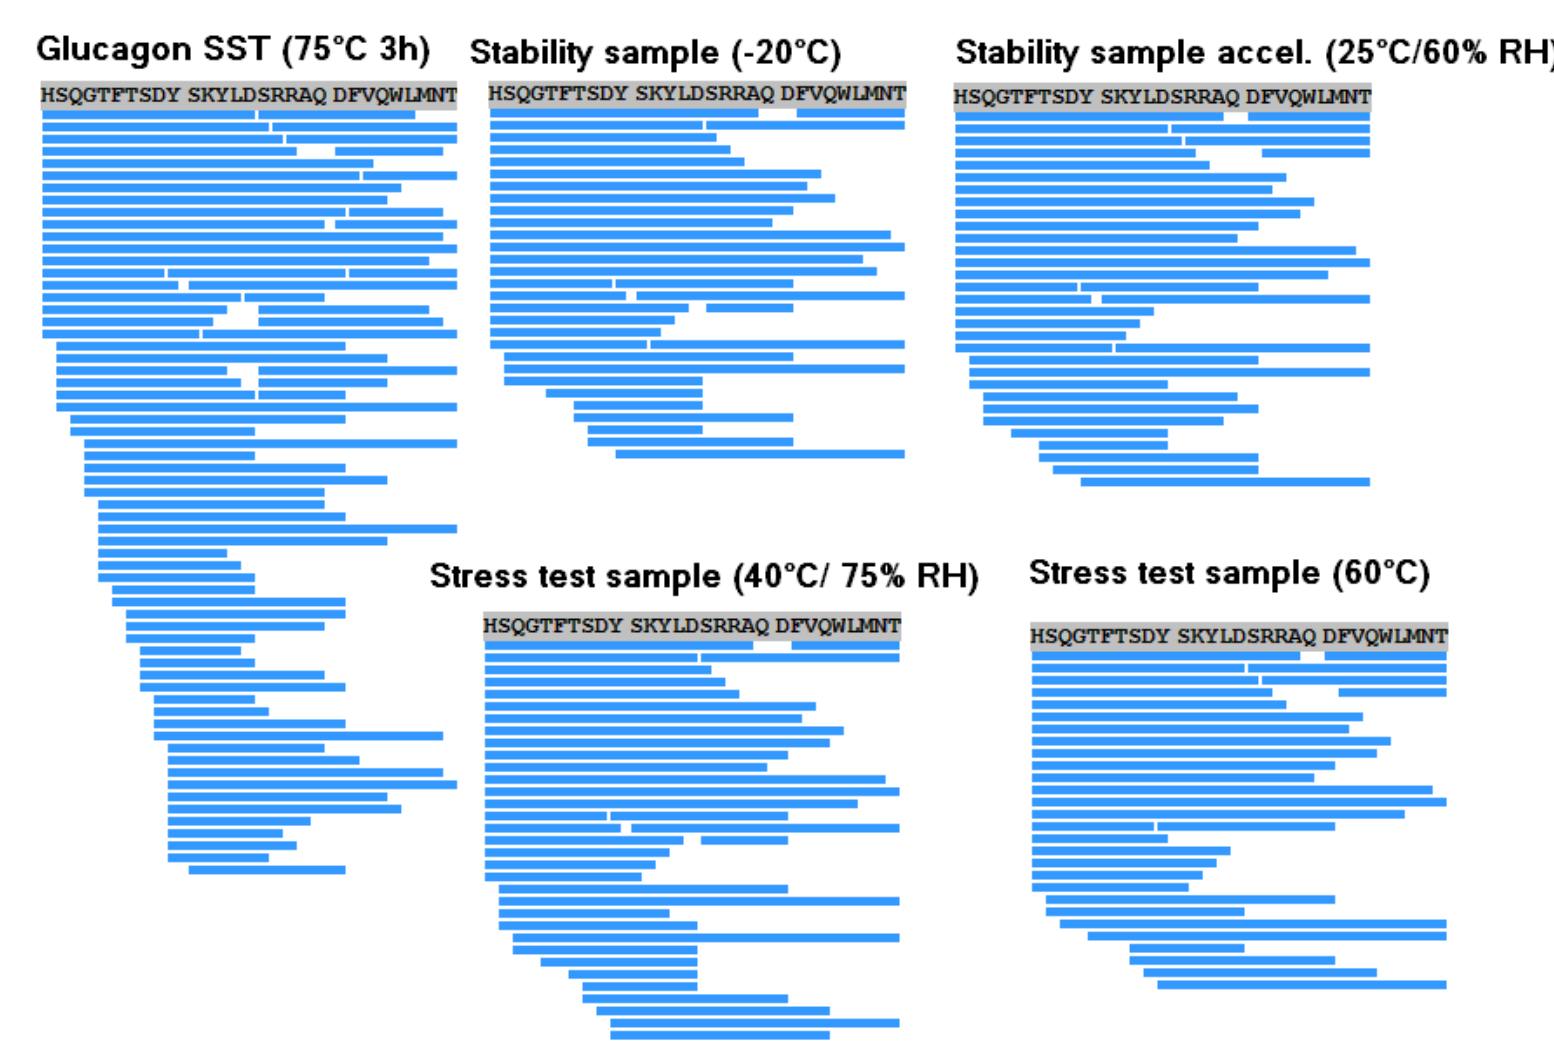 Glucagon SST (75°C 3h)
HSQGTFTSDY SKYLDSRRAQ DFVQWLMNT
Stability sample (-20°C)
HSQGTFTSDY SKYLDSRRAQ DFVQWLMNT
Stability sample accel. (25°C/60% RH)
HSQGTFTSDY SKYLDSRRAQ DFVQWLMNT
Stress test sample (40°C/ 75% RH)
HSQGTFTSDY SKYLDSRRAQ DFVQWLMNT
Stress test sample (60°C)
HSQGTFTSDY SKYLDSRRAQ DFVQWLMNT